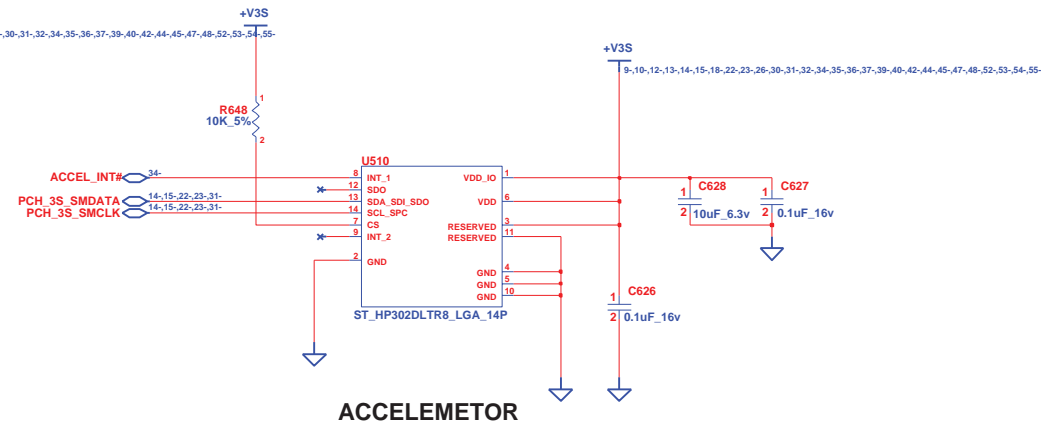 +V3S
-,30-,31-,32-,34-,35-,36-,37-,39-,40-,42-,44-,45-,47-,48-,52-,53-,54-,55-
+V3S
9-,10-,12-,13-,14-,15-,18-,22-,23-,26-,30-,31-,32-,34-,35-,36-,37-,39-,40-,42-,44-,45-,47-,48-,52-,53-,54-,55-
1
R648
10K_5%
2
U510
ACCEL_INT# 34- 8 INT_1 VDD_IO 1
12 SDO
PCH_3S_SMDATA 14-,15-,22-,23-,31- 13 SDA_SDI_SDO VDD 6
PCH_3S_SMCLK 14-,15-,22-,23-,31- 14 SCL_SPC
7 CS RESERVED 3
9 INT_2 RESERVED 11
2 GND
GND 4
GND 5
GND 10
ST_HP302DLTR8_LGA_14P
1 C628
2 10uF_6.3v
1 C627
2 0.1uF_16v
1 C626
2 0.1uF_16v
ACCELEMETOR